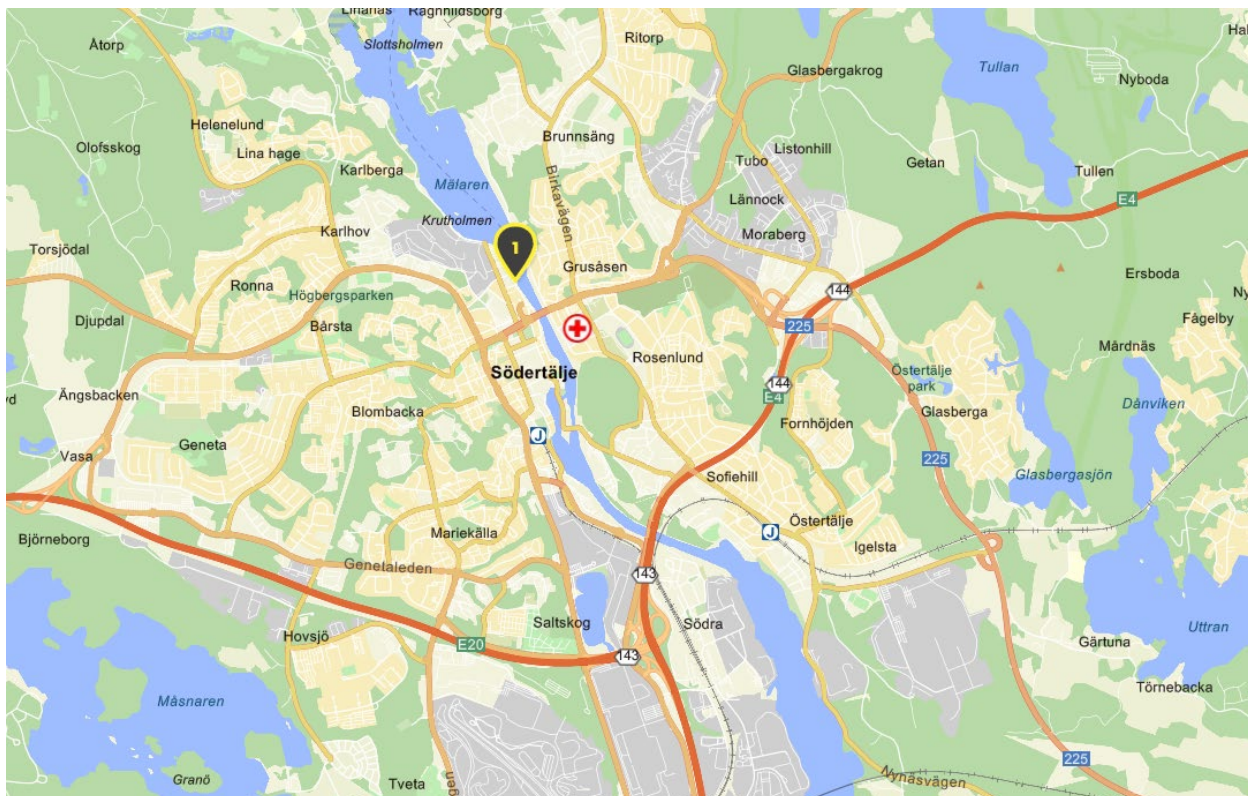 Linanäs
Ragnhildsborg
Slottsholmen
Ritorp
Åtorp
Glasbergakrog
Tullan
Nyboda
Helenelund
Brunnsäng
Olofsskog
Lina hage
Karlberga
Tubo
Listonhill
Getan
Tullen
Mälaren
Birkavägen
Lännock
E4
Krutholmen
Karlhov
Moraberg
Torsjödal
1
Grusåsen
Ersboda
Ronna
Högbergsparken
144
Djupdal
Bårsta
225
Fågelby
Rosenlund
Mårdnäs
Södertälje
Östertälje
park
144
E4
Ängsbacken
Blombacka
Glasberga
Dånviken
Fornhöjden
Geneta
J
Vasa
225
Sofiehill
Glasbergasjön
Björneborg
Mariekälla
Östertälje
J
Igelsta
Genetaleden
143
Saltskog
Södra
Uttran
Hovsjö
E20
143
Gärtuna
Törnebacka
Måsnaren
225
Granö
Tveta
Nynäsvägen